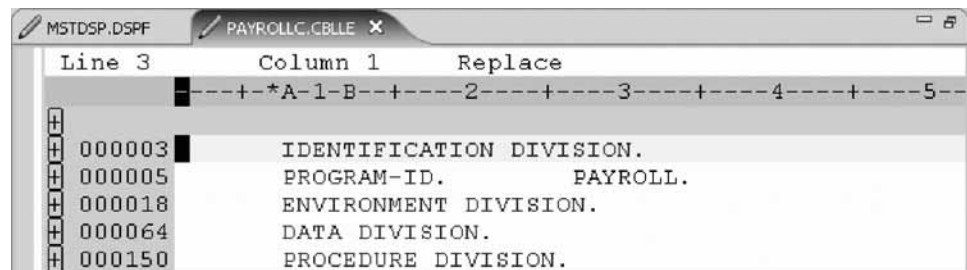 MSTDSP.DSPF PAYROLLC.CBLLE
Line 3 Column 1 Replace
----+-*A-1-B--+----2----+----3----+----4----+----5--
000003 IDENTIFICATION DIVISION.
000005 PROGRAM-ID. PAYROLL.
000018 ENVIRONMENT DIVISION.
000064 DATA DIVISION.
000150 PROCEDURE DIVISION.